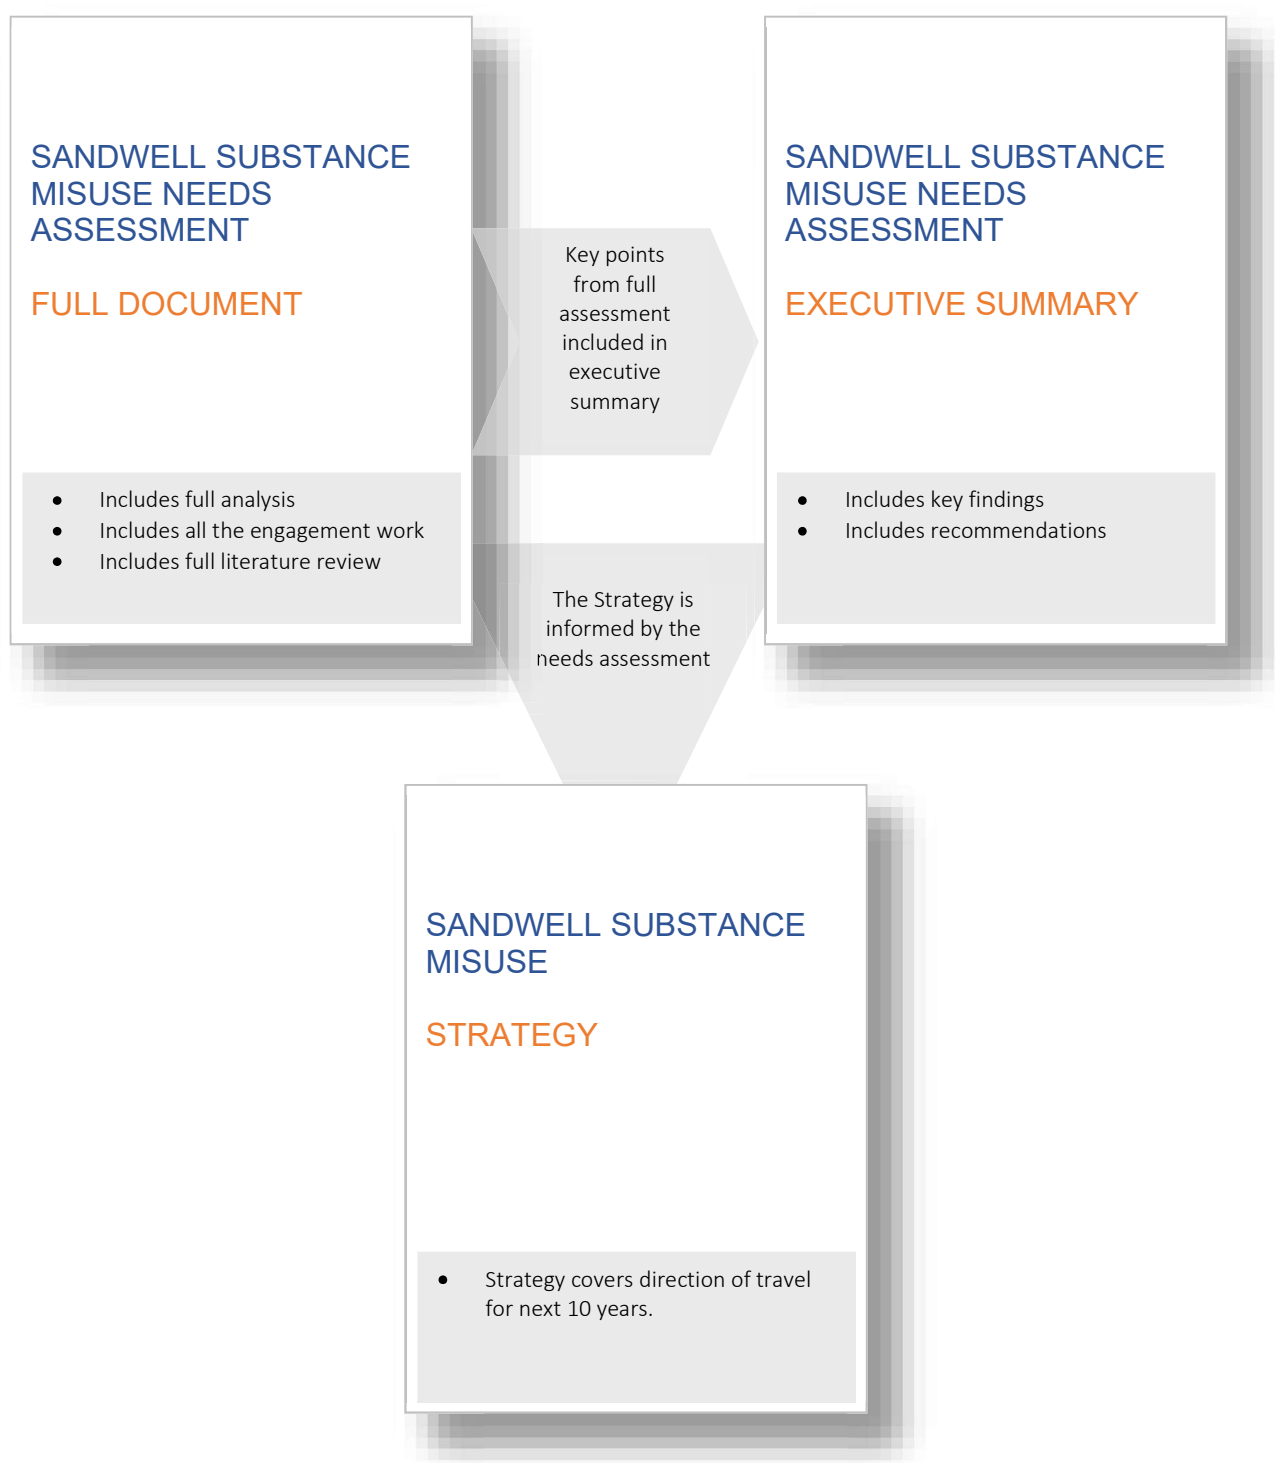 SANDWELL SUBSTANCE
MISUSE NEEDS
ASSESSMENT
FULL DOCUMENT
• Includes full analysis
• Includes all the engagement work
• Includes full literature review
Key points
from full
assessment
included in
executive
summary
SANDWELL SUBSTANCE
MISUSE NEEDS
ASSESSMENT
EXECUTIVE SUMMARY
• Includes key findings
• Includes recommendations
The Strategy is
informed by the
needs assessment
SANDWELL SUBSTANCE
MISUSE
STRATEGY
• Strategy covers direction of travel
for next 10 years.